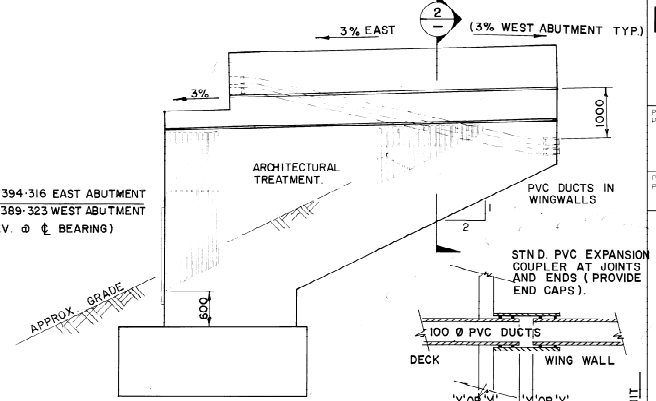 2
3% EAST
(3% WEST ABUTMENT TYP.)
3%
1000
ARCHITECTURAL
TREATMENT.
394·316 EAST ABUTMENT
389·323 WEST ABUTMENT
V. @ ℄ BEARING)
PVC DUCTS IN
WINGWALLS
1
2
STND. PVC EXPANSION
COUPLER AT JOINTS
AND ENDS (PROVIDE
END CAPS).
APPROX GRADE
600
100 Ø PVC DUCTS
DECK
WING WALL